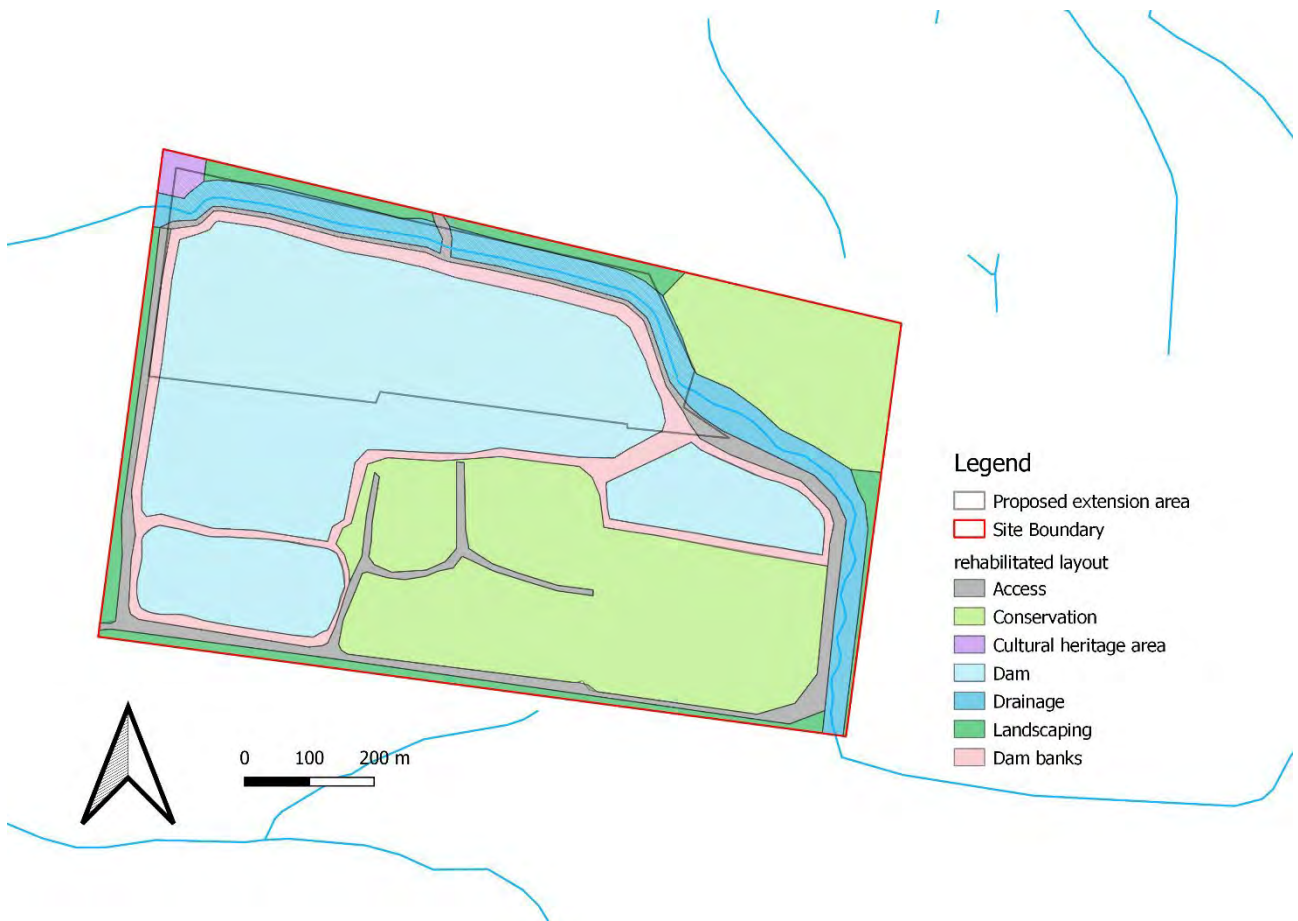 Legend
Proposed extension area
Site Boundary
rehabilitated layout
Access
Conservation
Cultural heritage area
Dam
Drainage
Landscaping
Dam banks
0 100 200 m